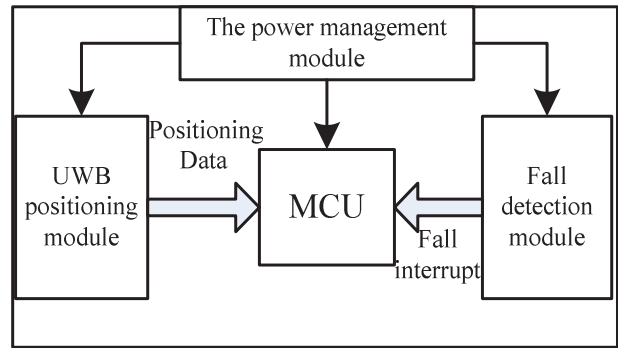 The power management
module
Positioning
Data
UWB
positioning
module
MCU
Fall
detection
module
Fall
interrupt